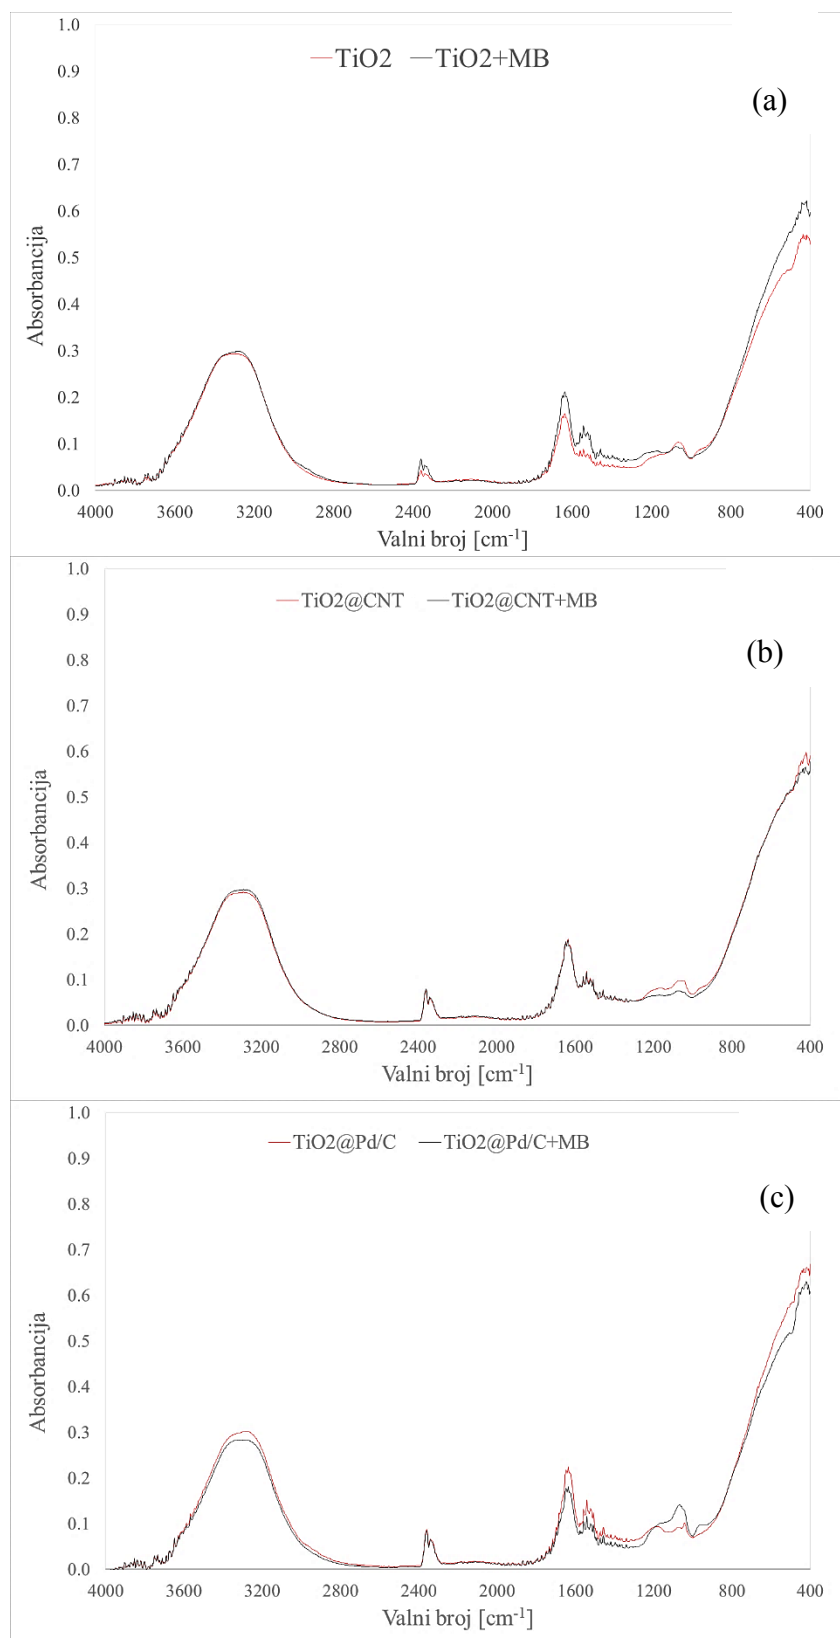 1.0
0.9
0.8
0.7
0.6
0.5
0.4
0.3
0.2
0.1
0.0
Absorbancija
TiO2 TiO2+MB
(a)
4000 3600 3200 2800 2400 2000 1600 1200 800 400
Valni broj [cm⁻¹]
1.0
0.9
0.8
0.7
0.6
0.5
0.4
0.3
0.2
0.1
0.0
Absorbancija
TiO2@CNT TiO2@CNT+MB
(b)
4000 3600 3200 2800 2400 2000 1600 1200 800 400
Valni broj [cm⁻¹]
1.0
0.9
0.8
0.7
0.6
0.5
0.4
0.3
0.2
0.1
0.0
Absorbancija
TiO2@Pd/C TiO2@Pd/C+MB
(c)
4000 3600 3200 2800 2400 2000 1600 1200 800 400
Valni broj [cm⁻¹]